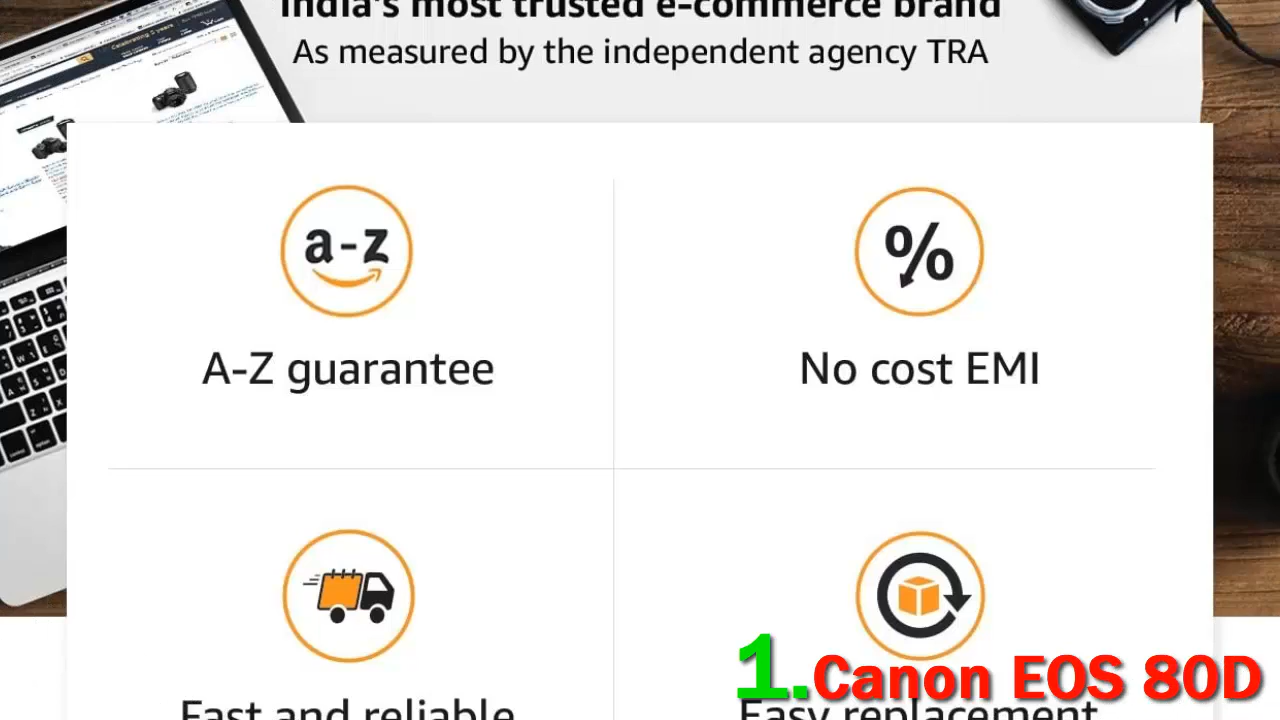 India's most trusted e-commerce brand
As measured by the independent agency TRA
a-z
%
A-Z guarantee
No cost EMI
Fast and reliable
Easy replacement
1.Canon EOS 80D